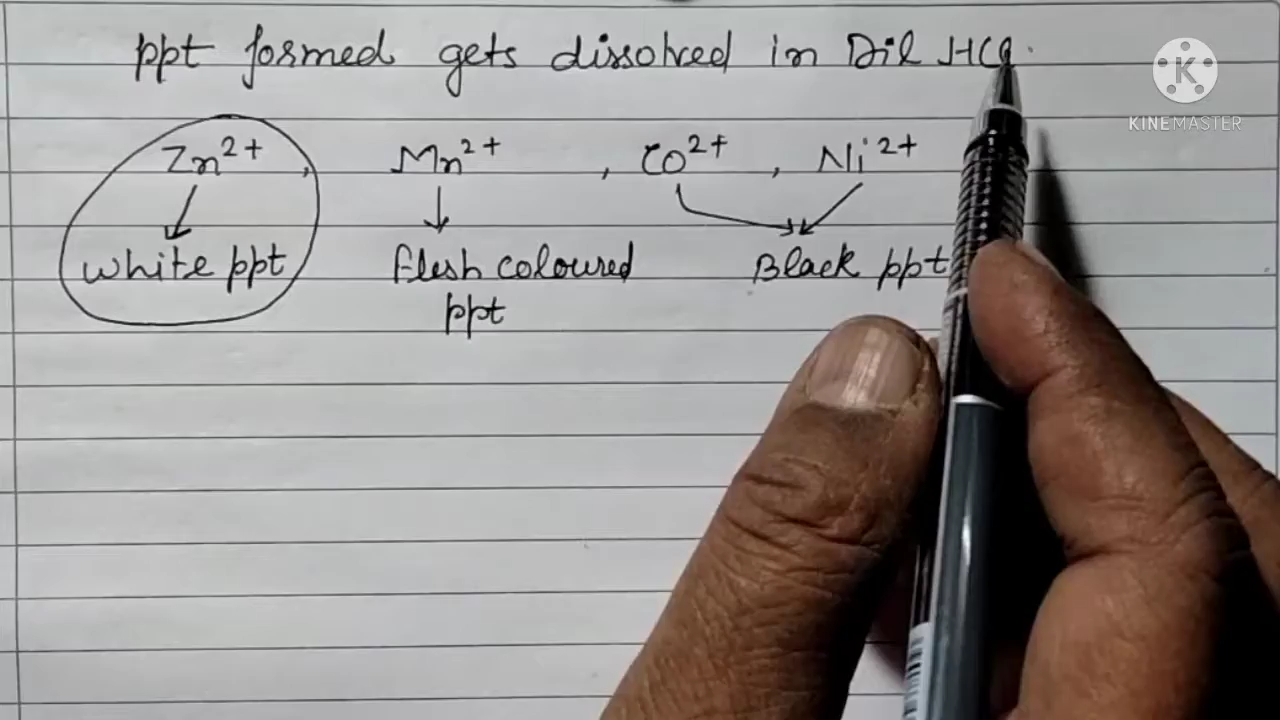 ppt formed gets dissolved in Dil HCl.
Zn2+, Mn2+, Co2+, Ni2+
white ppt flesh coloured Black ppt
ppt
K
KINEMASTER